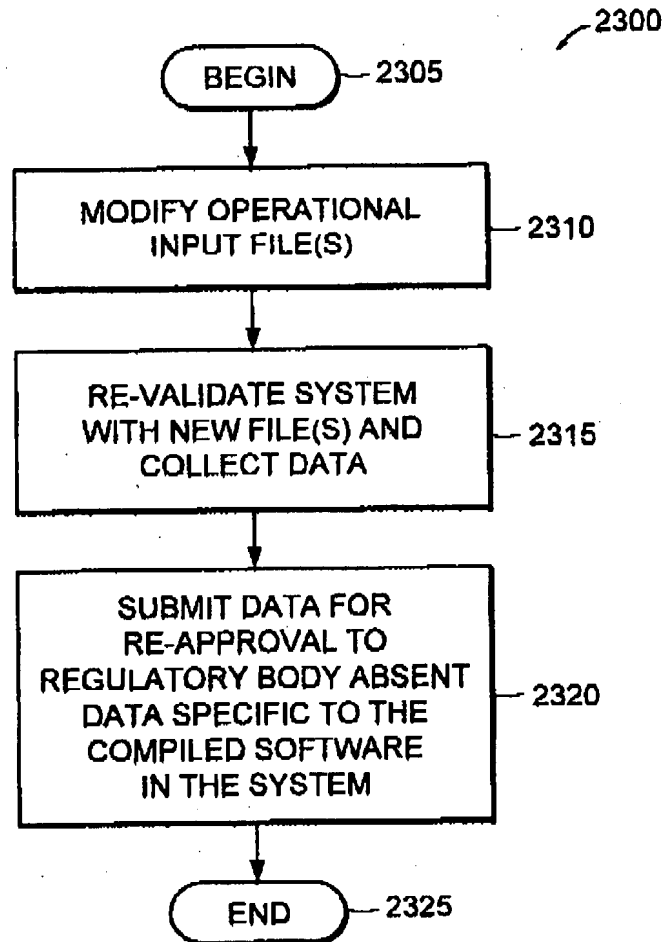 2300
BEGIN
2305
MODIFY OPERATIONAL
INPUT FILE(S)
2310
RE-VALIDATE SYSTEM
WITH NEW FILE(S) AND
COLLECT DATA
2315
SUBMIT DATA FOR
RE-APPROVAL TO
REGULATORY BODY ABSENT
DATA SPECIFIC TO THE
COMPILED SOFTWARE
IN THE SYSTEM
2320
END
2325